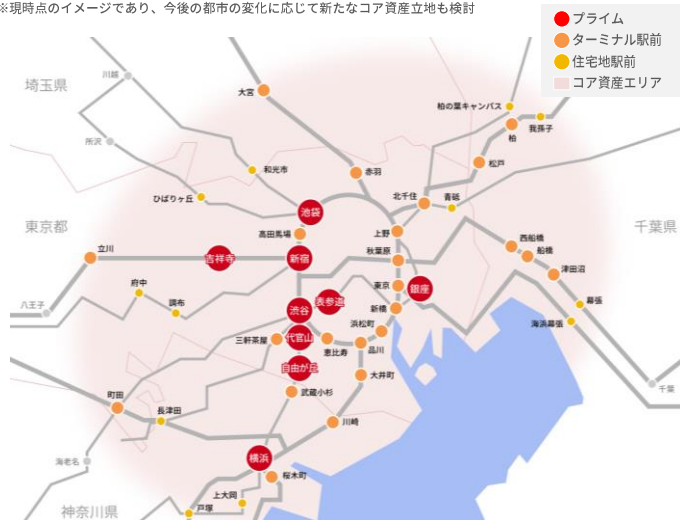 ※現時点のイメージであり、今後の都市の変化に応じて新たなコア資産立地も検討
プライム
ターミナル駅前
住宅地駅前
コア資産エリア
川越
埼玉県
大宮
柏の葉キャンパス
我孫子
柏
所沢
松戸
和光市
赤羽
ひばりヶ丘
北千住
青砥
池袋
東京都
高田馬場
上野
千葉県
西船橋
立川
吉祥寺
新宿
秋葉原
船橋
津田沼
府中
東京
銀座
八王子
調布
表参道
幕張
渋谷
新橋
海浜幕張
浜松町
三軒茶屋
代官山
恵比寿
品川
自由が丘
大井町
千葉
町田
武蔵小杉
長津田
川崎
海老名
横浜
桜木町
上大岡
戸塚
神奈川県